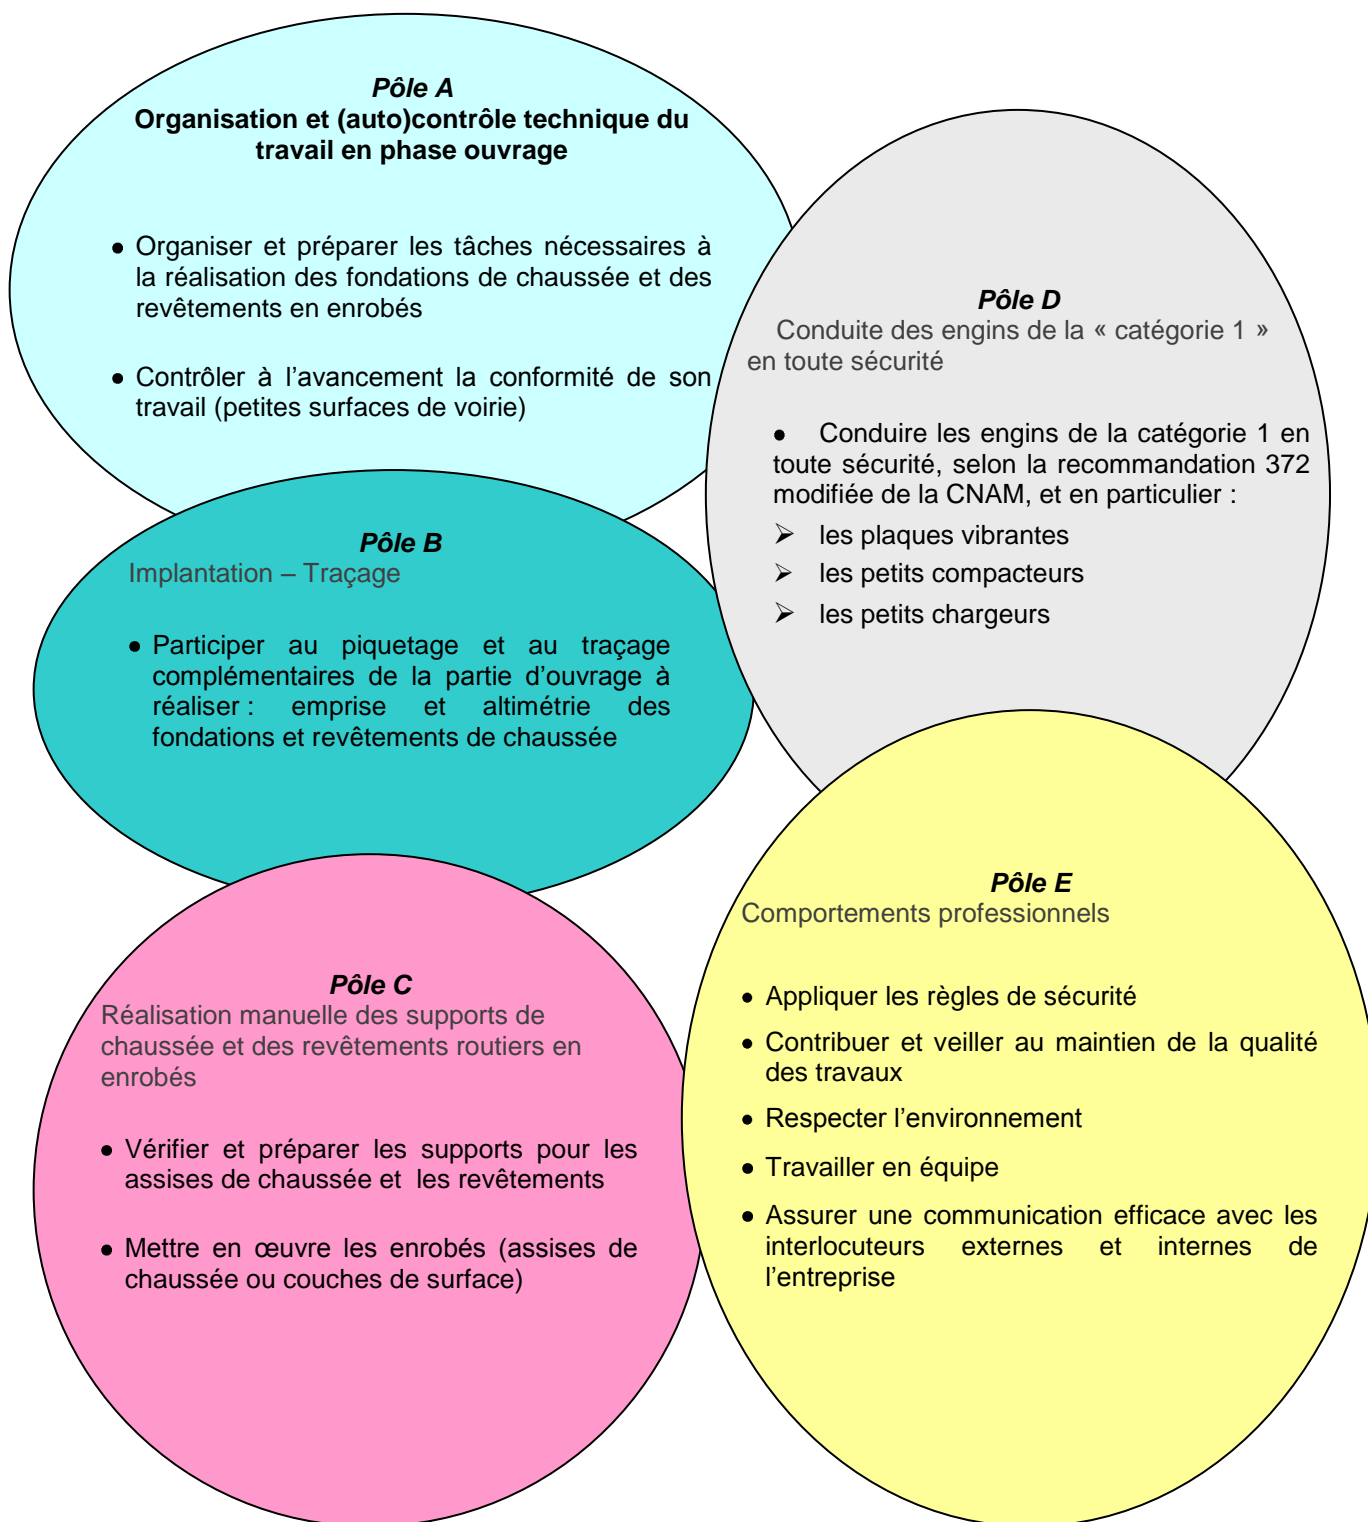 Pôle A
Organisation et (auto)contrôle technique du
travail en phase ouvrage
• Organiser et préparer les tâches nécessaires à
la réalisation des fondations de chaussée et des
revêtements en enrobés
• Contrôler à l’avancement la conformité de son
travail (petites surfaces de voirie)
Pôle B
Implantation – Traçage
• Participer au piquetage et au traçage
complémentaires de la partie d’ouvrage à
réaliser : emprise et altimétrie des
fondations et revêtements de chaussée
Pôle C
Réalisation manuelle des supports de
chaussée et des revêtements routiers en
enrobés
• Vérifier et préparer les supports pour les
assises de chaussée et les revêtements
• Mettre en œuvre les enrobés (assises de
chaussée ou couches de surface)
Pôle D
Conduite des engins de la « catégorie 1 »
en toute sécurité
• Conduire les engins de la catégorie 1 en
toute sécurité, selon la recommandation 372
modifiée de la CNAM, et en particulier :
➢ les plaques vibrantes
➢ les petits compacteurs
➢ les petits chargeurs
Pôle E
Comportements professionnels
• Appliquer les règles de sécurité
• Contribuer et veiller au maintien de la qualité
des travaux
• Respecter l’environnement
• Travailler en équipe
• Assurer une communication efficace avec les
interlocuteurs externes et internes de
l’entreprise